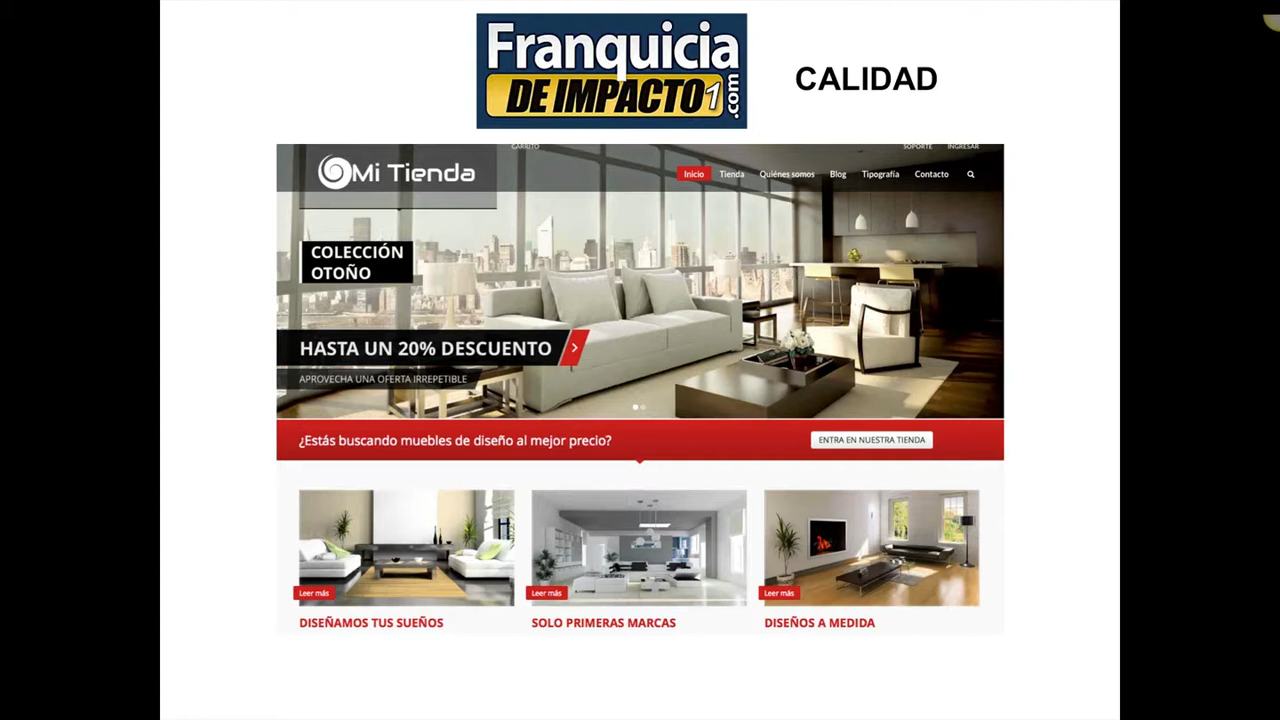 Franquicia
DE IMPACTO1
.com
CALIDAD
CARRITO
SOPORTE INGRESAR
Mi Tienda
Inicio Tienda Quiénes somos Blog Tipografía Contacto
COLECCIÓN
OTOÑO
HASTA UN 20% DESCUENTO
APROVECHA UNA OFERTA IRREPETIBLE
¿Estás buscando muebles de diseño al mejor precio?
ENTRA EN NUESTRA TIENDA
Leer más
Leer más
Leer más
DISEÑAMOS TUS SUEÑOS
SOLO PRIMERAS MARCAS
DISEÑOS A MEDIDA